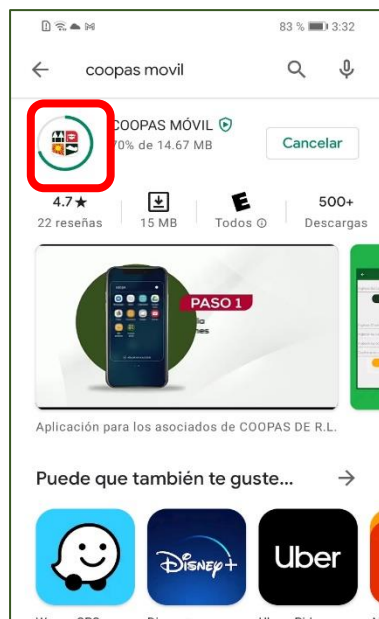 83 % 3:32
coopas movil
COOPAS MÓVIL
70% de 14.67 MB
Cancelar
4.7★
22 reseñas
15 MB
E
Todos
500+
Descargas
PASO 1
Aplicación para los asociados de COOPAS DE R.L.
Puede que también te guste...
Disney+
Uber